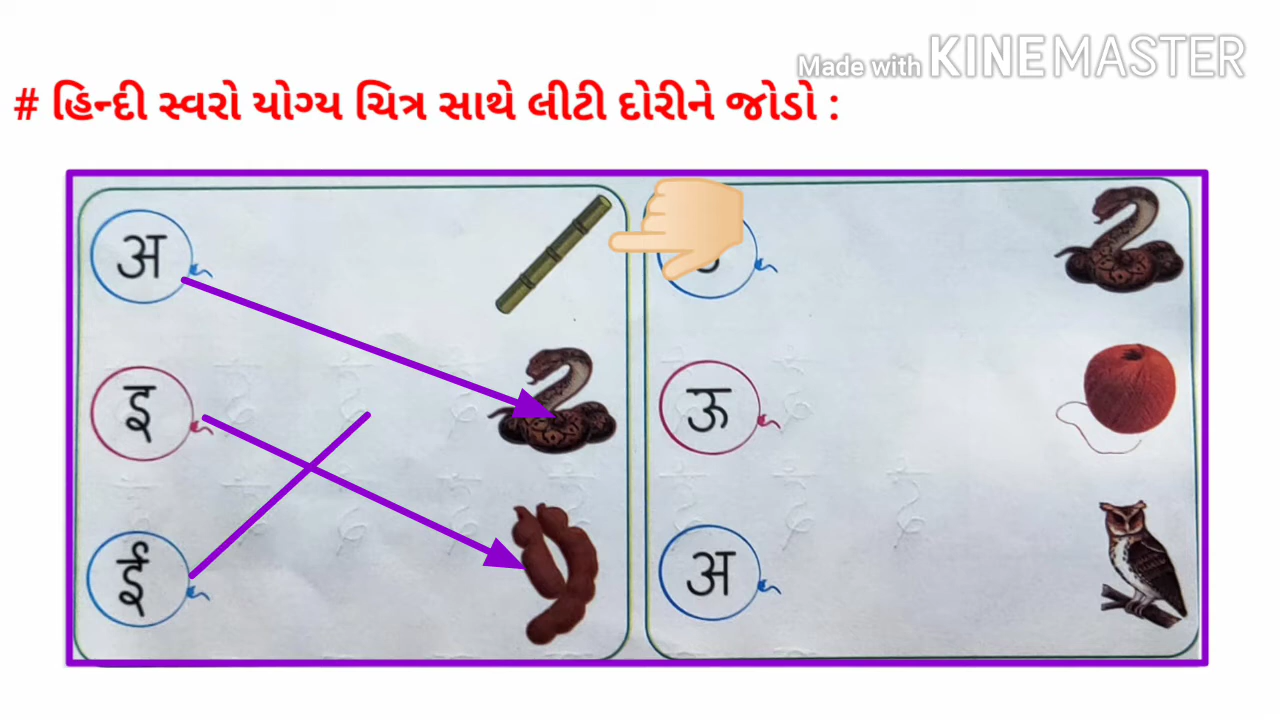 Made with KINEMASTER
# હિન્દી સ્વરો યોગ્ય ચિત્ર સાથે લીટી દોરીને જોડો :
अ
इ
ई
ऊ
अ